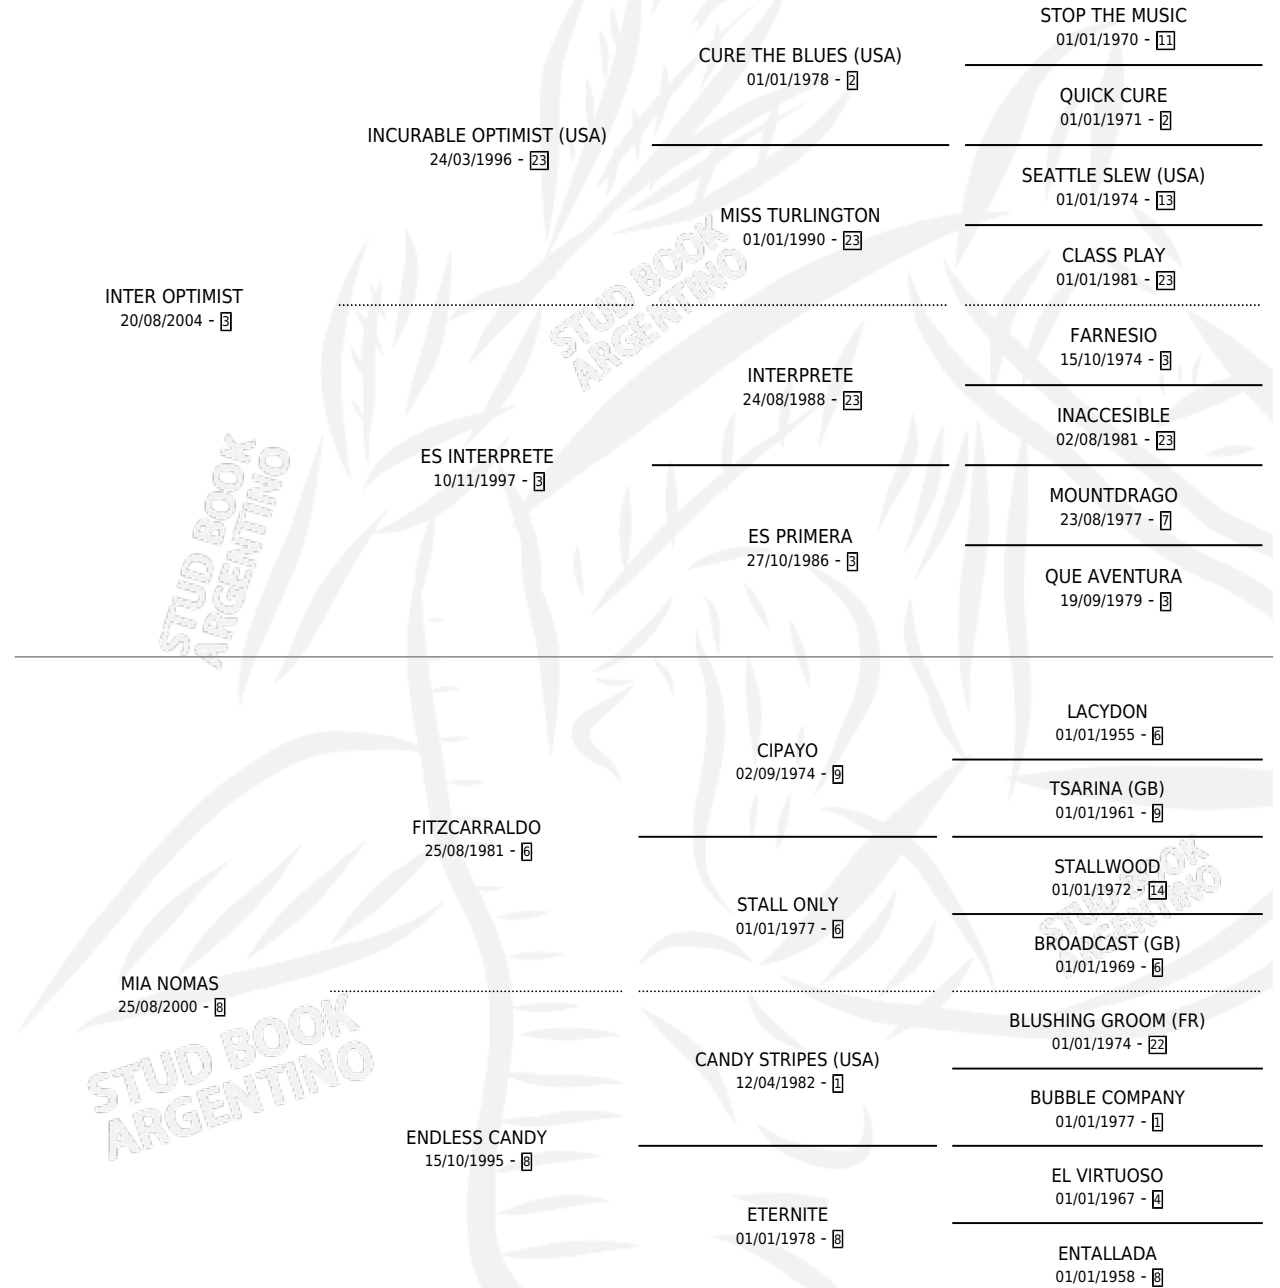 STOP THE MUSIC
01/01/1970 - 11
CURE THE BLUES (USA)
01/01/1978 - 2
QUICK CURE
01/01/1971 - 2
INCURABLE OPTIMIST (USA)
24/03/1996 - 23
SEATTLE SLEW (USA)
01/01/1974 - 13
MISS TURLINGTON
01/01/1990 - 23
CLASS PLAY
01/01/1981 - 23
INTER OPTIMIST
20/08/2004 - 3
STUD BOOK
ARGENTINO
FARNESIO
15/10/1974 - 3
INTERPRETE
24/08/1988 - 23
INACCESIBLE
02/08/1981 - 23
ES INTERPRETE
10/11/1997 - 3
MOUNTDRAGO
23/08/1977 - 7
ES PRIMERA
27/10/1986 - 3
QUE AVENTURA
19/09/1979 - 3
STUD BOOK
ARGENTINO
LACYDON
01/01/1955 - 6
CIPAYO
02/09/1974 - 9
TSARINA (GB)
01/01/1961 - 9
FITZCARRALDO
25/08/1981 - 6
STALLWOOD
01/01/1972 - 14
STALL ONLY
01/01/1977 - 6
BROADCAST (GB)
01/01/1969 - 6
STUD BOOK
ARGENTINO
MIA NOMAS
25/08/2000 - 8
BLUSHING GROOM (FR)
01/01/1974 - 22
CANDY STRIPES (USA)
12/04/1982 - 1
BUBBLE COMPANY
01/01/1977 - 1
STUD BOOK
ARGENTINO
ENDLESS CANDY
15/10/1995 - 8
EL VIRTUOSO
01/01/1967 - 4
ETERNITE
01/01/1978 - 8
ENTALLADA
01/01/1958 - 8